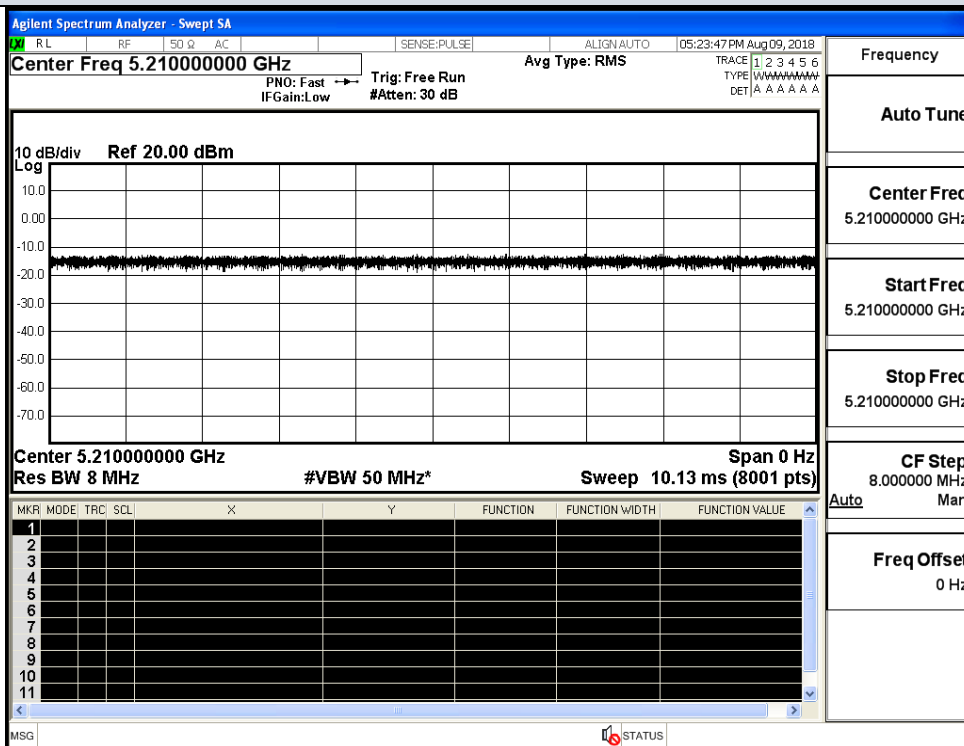 Agilent Spectrum Analyzer - Swept SA
LXI RL RF 50 Ω AC SENSE:PULSE ALIGN AUTO 05:23:47 PM Aug 09, 2018
Center Freq 5.210000000 GHz
PNO: Fast
IFGain:Low
Trig: Free Run
#Atten: 30 dB
Avg Type: RMS
TRACE 1 2 3 4 5 6
TYPE WWWWWW
DET A A A A A A
10 dB/div Ref 20.00 dBm
Log
10.0
0.00
-10.0
-20.0
-30.0
-40.0
-50.0
-60.0
-70.0
Center 5.210000000 GHz Span 0 Hz
Res BW 8 MHz #VBW 50 MHz* Sweep 10.13 ms (8001 pts)
MKR MODE TRC SCL X Y FUNCTION FUNCTION WIDTH FUNCTION VALUE
1
2
3
4
5
6
7
8
9
10
11
MSG STATUS
Frequency
Auto Tune
Center Freq
5.210000000 GHz
Start Freq
5.210000000 GHz
Stop Freq
5.210000000 GHz
CF Step
8.000000 MHz
Auto Man
Freq Offset
0 Hz